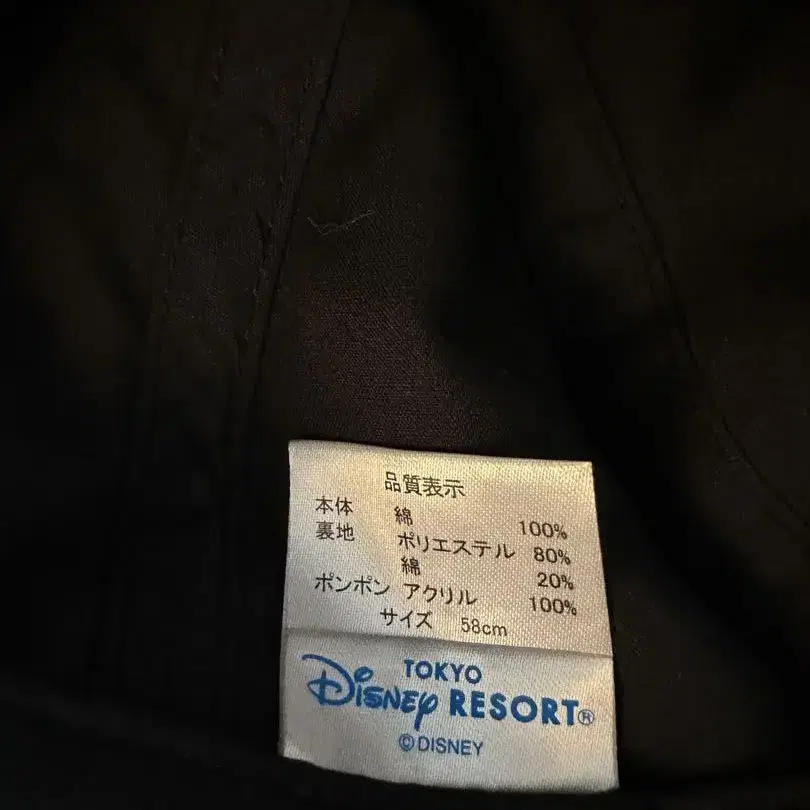 品質表示
本体 綿 100%
裏地 ポリエステル 80%
綿 20%
ポンポン アクリル 100%
サイズ 58cm
TOKYO
Disney RESORT®
©DISNEY